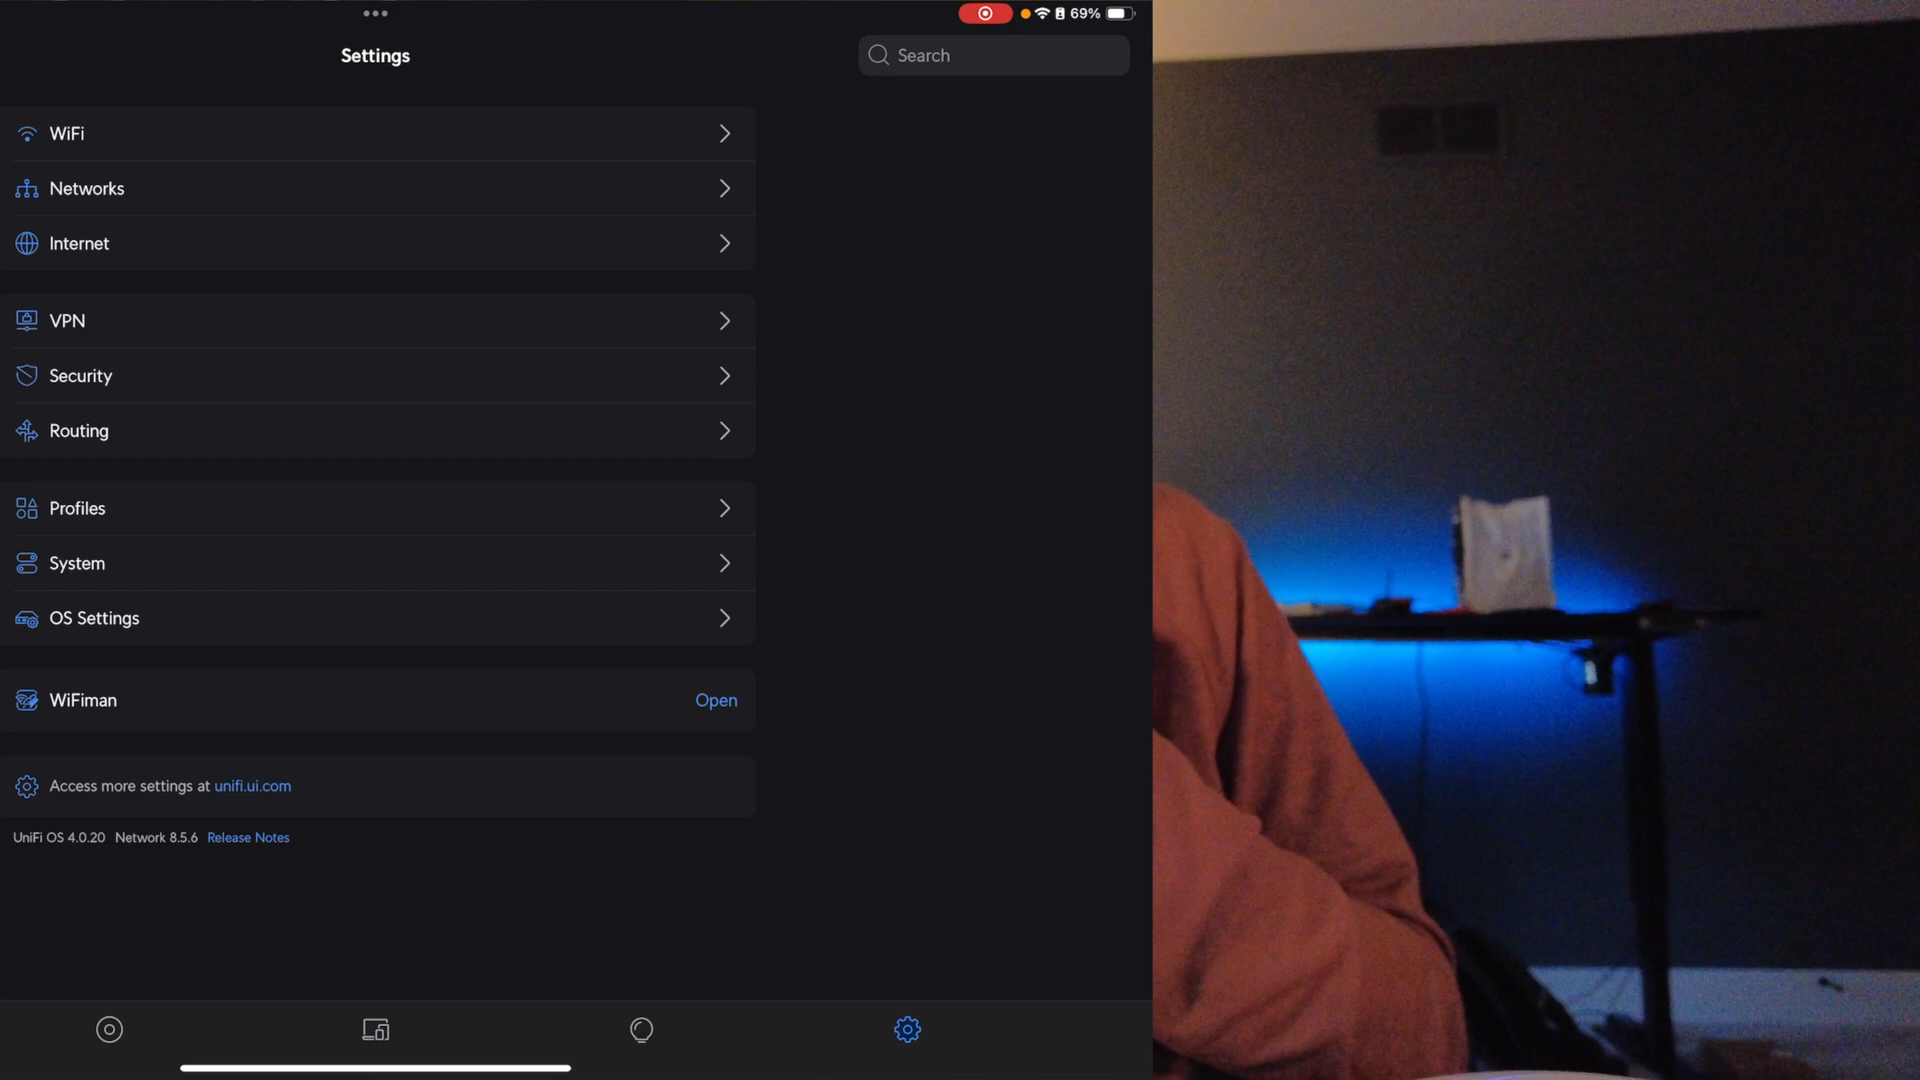 69%
Settings
Search
WiFi
Networks
Internet
VPN
Security
Routing
Profiles
System
OS Settings
WiFiman Open
Access more settings at unifi.ui.com
UniFi OS 4.0.20 Network 8.5.6 Release Notes